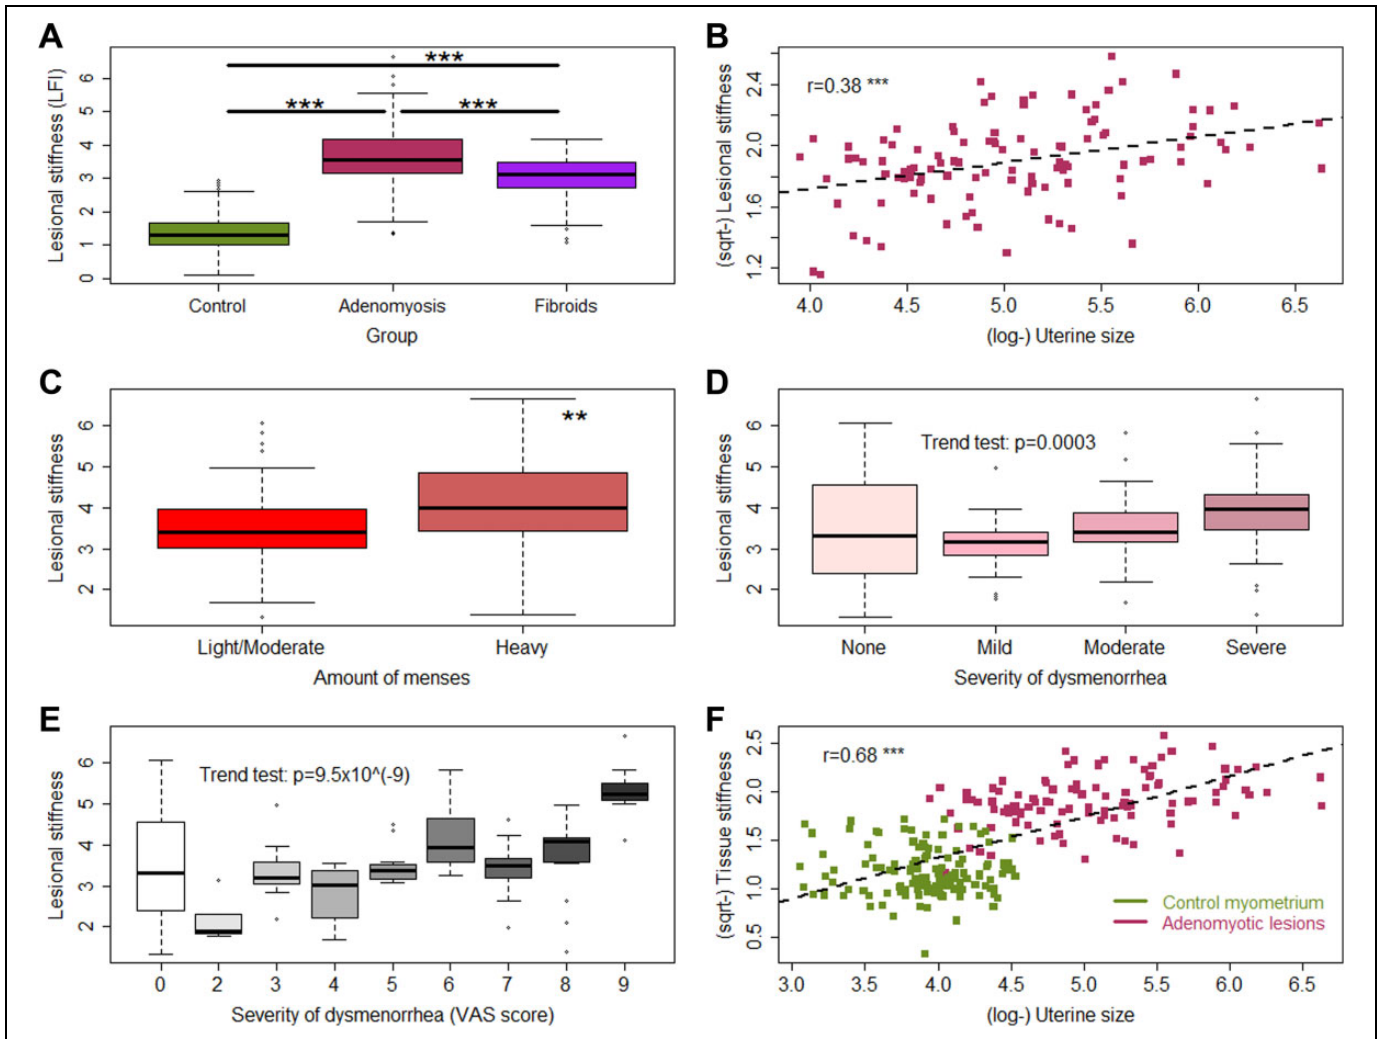 A
Lesional stiffness (LFI)
0 1 2 3 4 5 6
***
*** ***
Control Adenomyosis Fibroids
Group
B
(sqrt-) Lesional stiffness
1.2 1.6 2.0 2.4
r=0.38 ***
4.0 4.5 5.0 5.5 6.0 6.5
(log-) Uterine size
C
Lesional stiffness
2 3 4 5 6
**
Light/Moderate Heavy
Amount of menses
D
Lesional stiffness
2 3 4 5 6
Trend test: p=0.0003
None Mild Moderate Severe
Severity of dysmenorrhea
E
Lesional stiffness
2 3 4 5 6
Trend test: p=9.5x10^(-9)
0 2 3 4 5 6 7 8 9
Severity of dysmenorrhea (VAS score)
F
(sqrt-) Tissue stiffness
0.5 1.0 1.5 2.0 2.5
r=0.68 ***
Control myometrium
Adenomyotic lesions
3.0 3.5 4.0 4.5 5.0 5.5 6.0 6.5
(log-) Uterine size